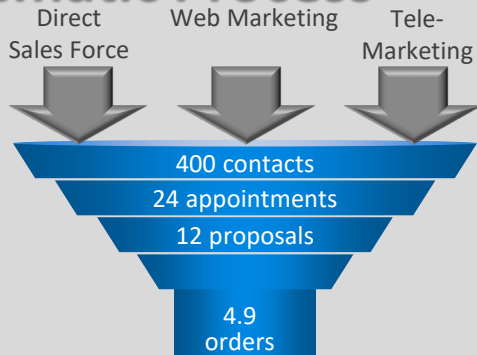 Direct
Sales Force
Web Marketing
Tele-
Marketing
400 contacts
24 appointments
12 proposals
4.9
orders